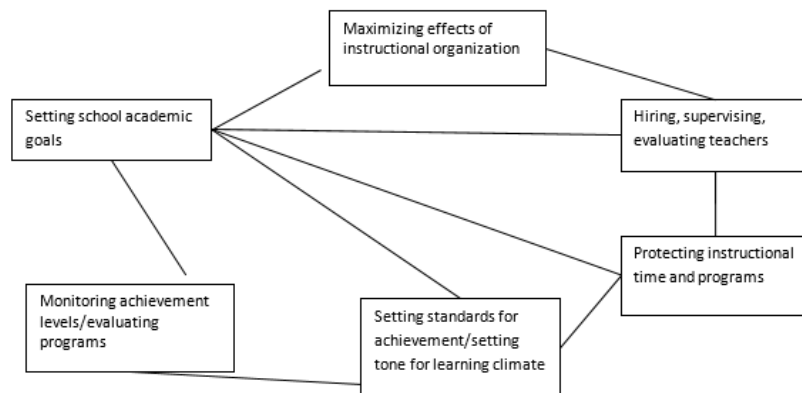 Maximizing effects of
instructional organization
Setting school academic
goals
Hiring, supervising,
evaluating teachers
Protecting instructional
time and programs
Monitoring achievement
levels/evaluating
programs
Setting standards for
achievement/setting
tone for learning climate